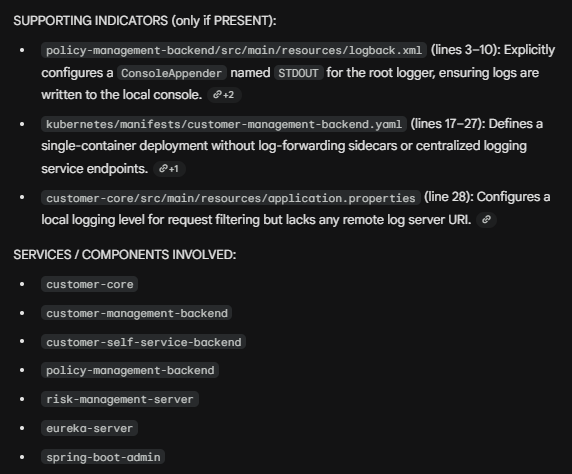 SUPPORTING INDICATORS (only if PRESENT):
• policy-management-backend/src/main/resources/logback.xml (lines 3–10): Explicitly
configures a ConsoleAppender named STDOUT for the root logger, ensuring logs are
written to the local console. +2
• kubernetes/manifests/customer-management-backend.yaml (lines 17–27): Defines a
single-container deployment without log-forwarding sidecars or centralized logging
service endpoints. +1
• customer-core/src/main/resources/application.properties (line 28): Configures a
local logging level for request filtering but lacks any remote log server URI.
SERVICES / COMPONENTS INVOLVED:
• customer-core
• customer-management-backend
• customer-self-service-backend
• policy-management-backend
• risk-management-server
• eureka-server
• spring-boot-admin